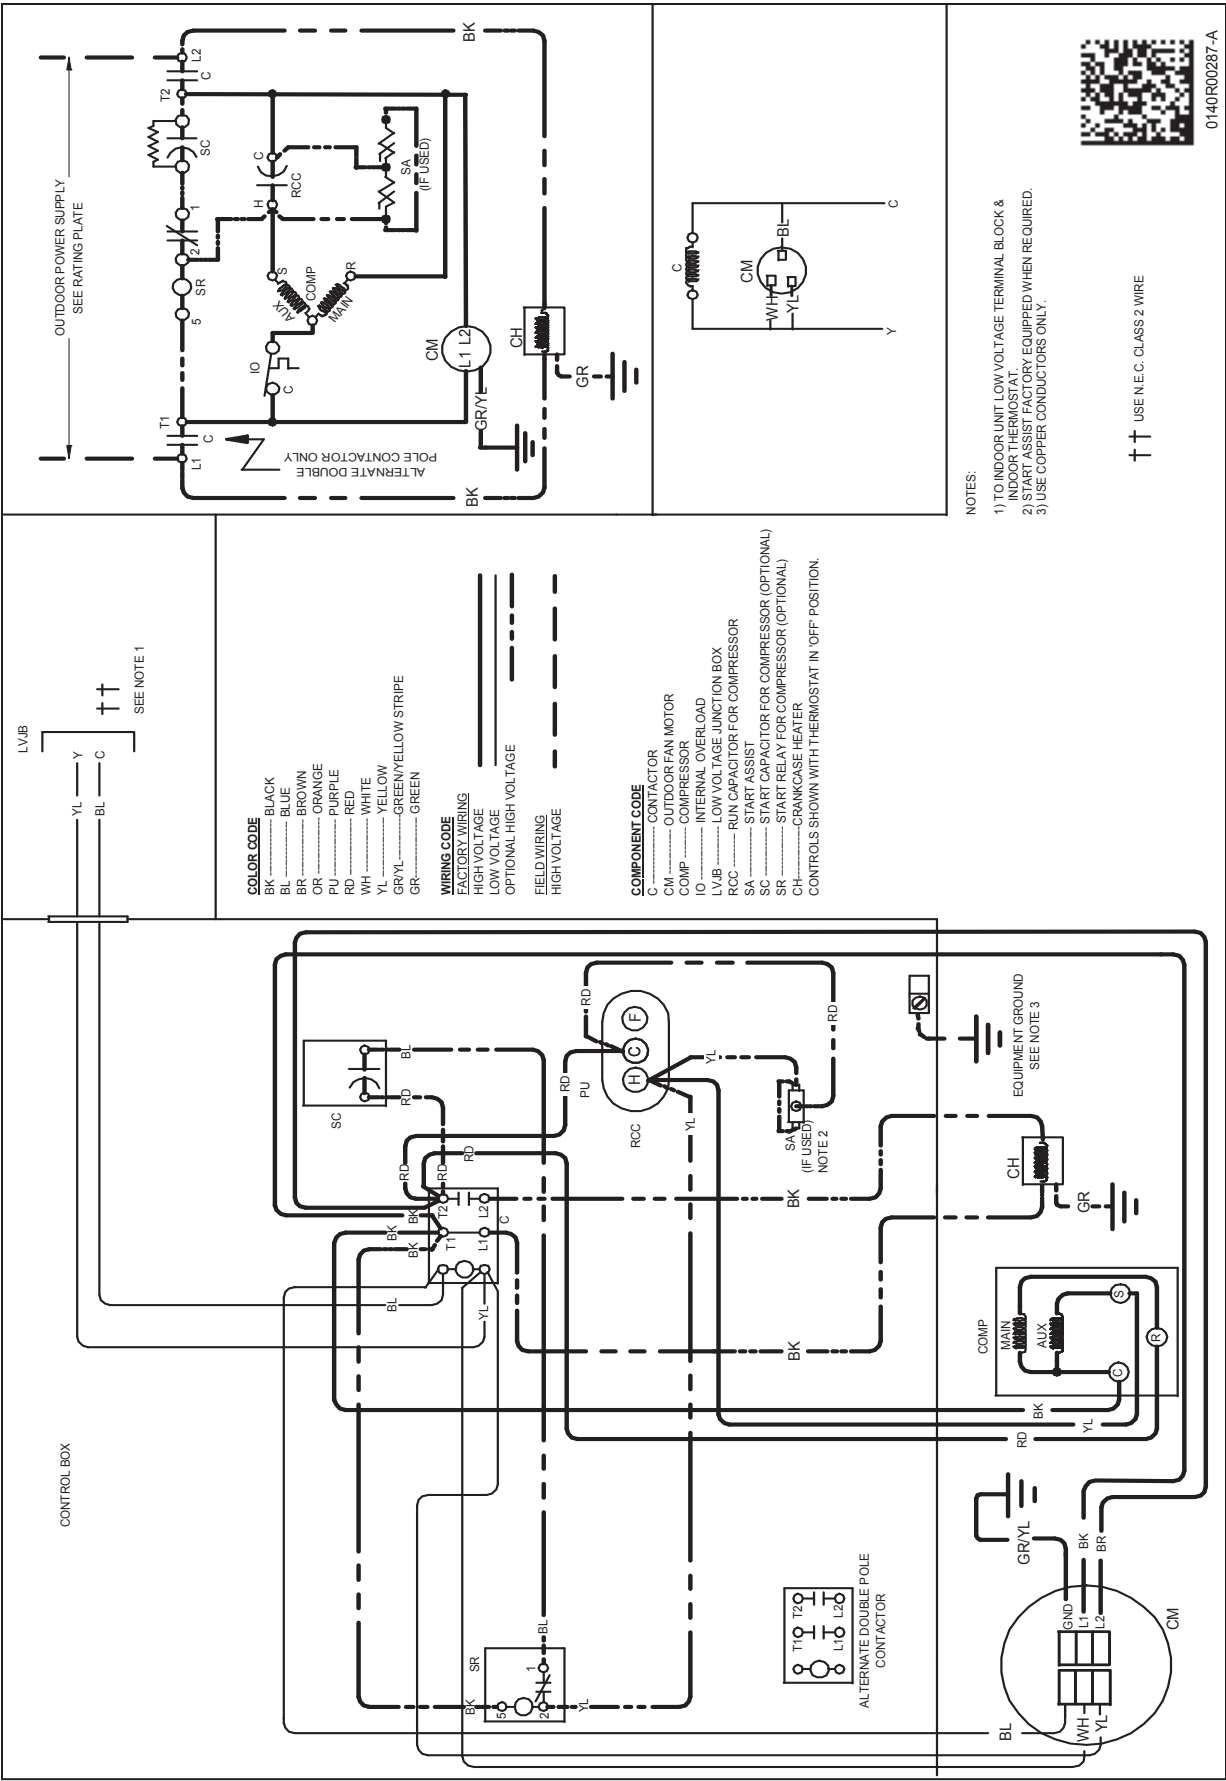 CONTROL BOX
LVJB
Y
C
YL
BL
SEE NOTE 1
OUTDOOR POWER SUPPLY
SEE RATING PLATE
L1
T1
C
5
SR
2
1
SC
T2
C
L2
ALTERNATE DOUBLE
POLE CONTACTOR ONLY
IO
C
AUX
COMP
MAIN
S
R
H
RCC
C
SA
(IF USED)
CM
L1
L2
GR/YL
CH
GR
BK
BK
C
CM
WH
YL
BL
Y
C
COLOR CODE
BK ---------- BLACK
BL ---------- BLUE
BR ---------- BROWN
OR ---------- ORANGE
PU ---------- PURPLE
RD ---------- RED
WH ---------- WHITE
YL ---------- YELLOW
GR/YL---------GREEN/YELLOW STRIPE
GR------------- GREEN
WIRING CODE
FACTORY WIRING
HIGH VOLTAGE
LOW VOLTAGE
OPTIONAL HIGH VOLTAGE
FIELD WIRING
HIGH VOLTAGE
COMPONENT CODE
C ----------- CONTACTOR
CM --------- OUTDOOR FAN MOTOR
COMP ------- COMPRESSOR
IO ---------- INTERNAL OVERLOAD
LVJB ------- LOW VOLTAGE JUNCTION BOX
RCC ------- RUN CAPACITOR FOR COMPRESSOR
SA --------- START ASSIST
SC --------- START CAPACITOR FOR COMPRESSOR (OPTIONAL)
SR --------- START RELAY FOR COMPRESSOR (OPTIONAL)
CH----------CRANKCASE HEATER
CONTROLS SHOWN WITH THERMOSTAT IN 'OFF' POSITION.
NOTES:
1) TO INDOOR UNIT LOW VOLTAGE TERMINAL BLOCK &
INDOOR THERMOSTAT.
2) START ASSIST FACTORY EQUIPPED WHEN REQUIRED.
3) USE COPPER CONDUCTORS ONLY.
†† USE N.E.C. CLASS 2 WIRE
0140R00287-A
SC
RD
BL
RD
RD
RD
BK
BK
BK
T2
T1
L2
L1
C
BL
YL
RD
PU
RD
H
C
F
RCC
YL
YL
RD
SA
(IF USED)
NOTE 2
SR
BK
5
2
1
BL
YL
ALTERNATE DOUBLE POLE
CONTACTOR
T1
T2
L1
L2
BK
BK
CH
GR
EQUIPMENT GROUND
SEE NOTE 3
COMP
MAIN
AUX
C
S
R
BK
YL
RD
GR/YL
BK
BR
GND
L1
L2
CM
BL
WH
YL